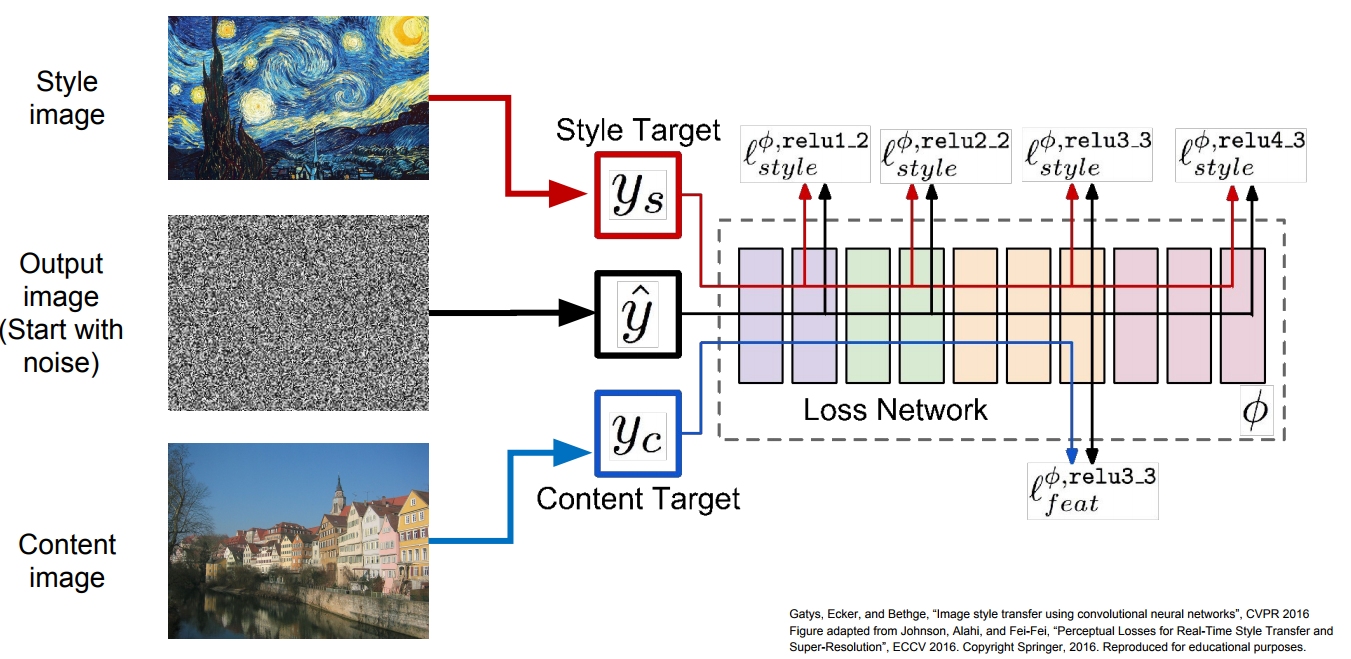 Style
image
Output
image
(Start with
noise)
Content
image
Style Target
y_s
ŷ
y_c
Content Target
ℓ^{ϕ,relu1_2}_{style}
ℓ^{ϕ,relu2_2}_{style}
ℓ^{ϕ,relu3_3}_{style}
ℓ^{ϕ,relu4_3}_{style}
Loss Network
ϕ
ℓ^{ϕ,relu3_3}_{feat}
Gatys, Ecker, and Bethge, “Image style transfer using convolutional neural networks”, CVPR 2016
Figure adapted from Johnson, Alahi, and Fei-Fei, “Perceptual Losses for Real-Time Style Transfer and
Super-Resolution”, ECCV 2016. Copyright Springer, 2016. Reproduced for educational purposes.